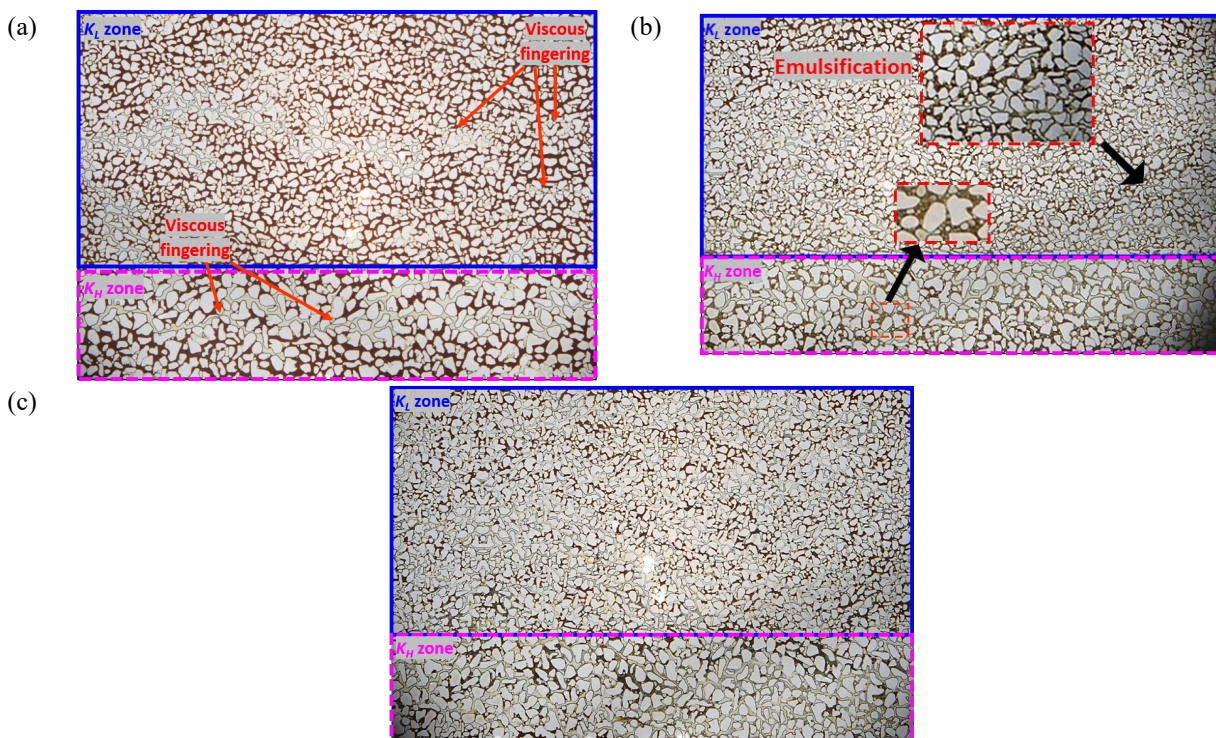 (a)
K_L zone
Viscous
fingering
Viscous
fingering
K_H zone
(b)
K_L zone
Emulsification
K_H zone
(c)
K_L zone
K_H zone